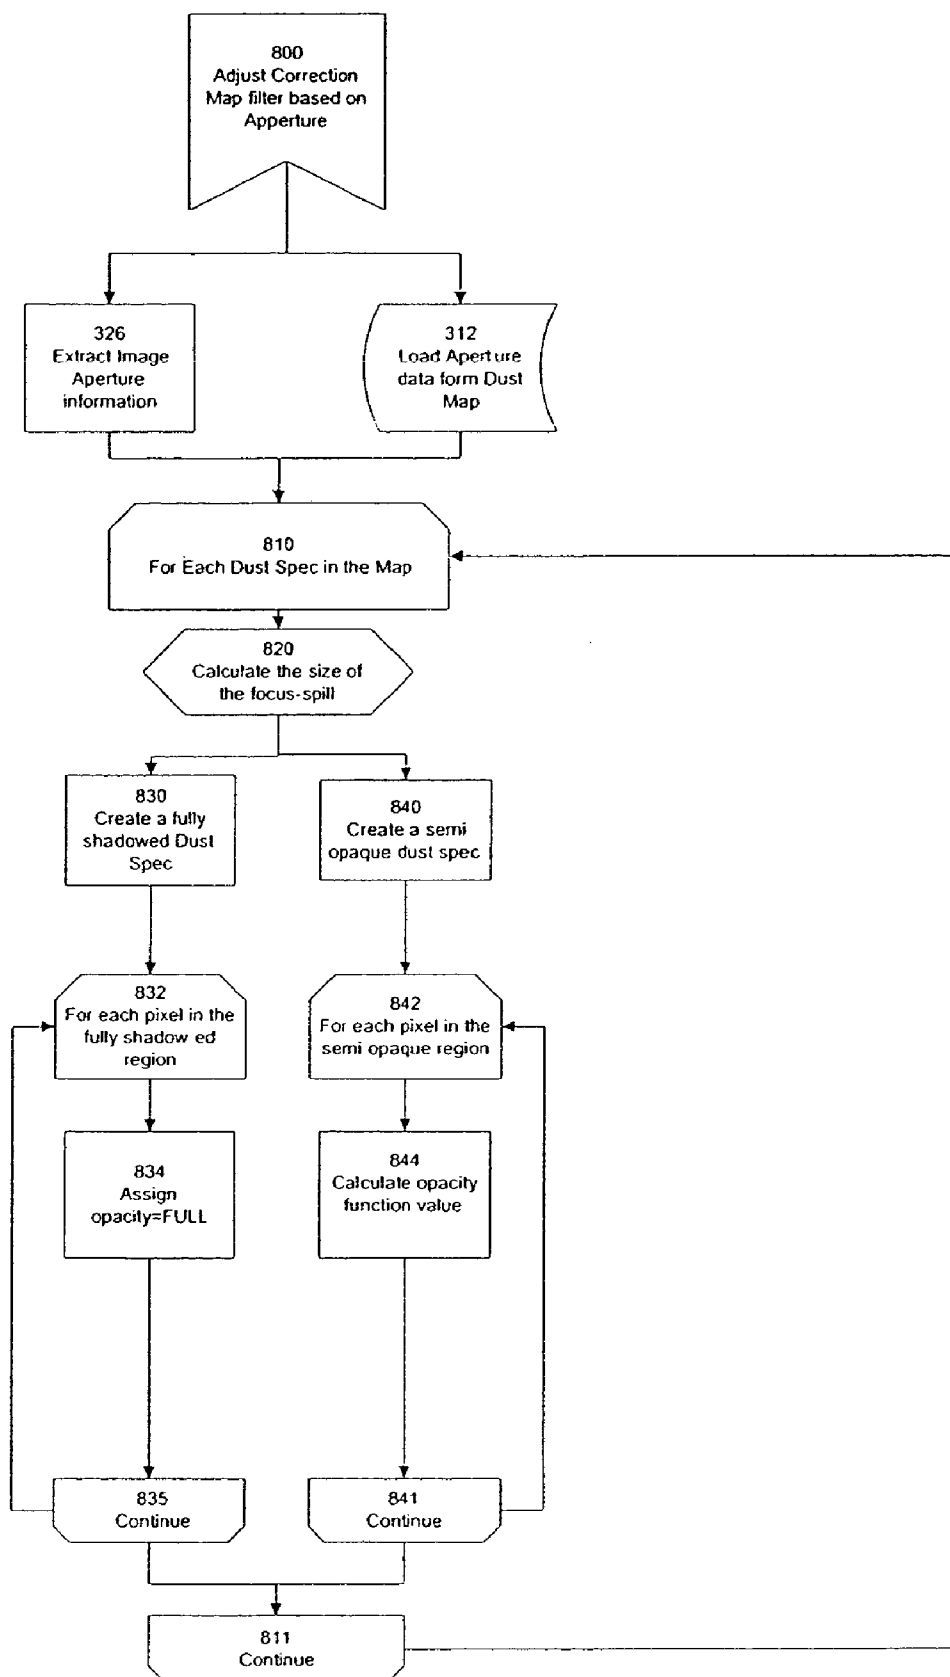 800
Adjust Correction
Map filter based on
Apperture
326
Extract Image
Aperture
information
312
Load Aperture
data form Dust
Map
810
For Each Dust Spec in the Map
820
Calculate the size of
the focus-spill
830
Create a fully
shadowed Dust
Spec
840
Create a semi
opaque dust spec
832
For each pixel in the
fully shadow ed
region
842
For each pixel in the
semi opaque region
834
Assign
opacity=FULL
844
Calculate opacity
function value
835
Continue
841
Continue
811
Continue